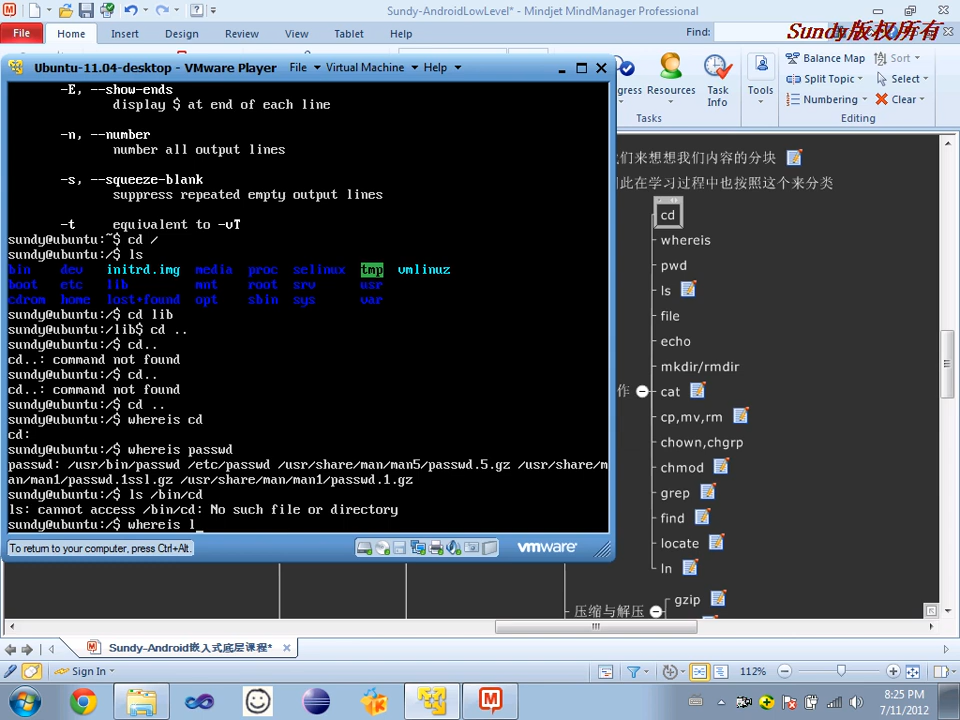 Sundy-AndroidLowLevel* - Mindjet MindManager Professional
Sundy版权所有
File
Home
Insert
Design
Review
View
Tablet
Help
Find:
Balance Map
Sort
Split Topic
Select
Numbering
Clear
Editing
Resources
Task
Info
Tasks
Tools
Ubuntu-11.04-desktop - VMware Player
File
Virtual Machine
Help
-E, --show-ends
display $ at end of each line
-n, --number
number all output lines
-s, --squeeze-blank
suppress repeated empty output lines
-t equivalent to -vT
sundy@ubuntu:~$ cd /
sundy@ubuntu:/$ ls
bin dev initrd.img media proc selinux tmp vmlinuz
boot etc lib mnt root srv usr
cdrom home lost+found opt sbin sys var
sundy@ubuntu:/$ cd lib
sundy@ubuntu:/lib$ cd ..
sundy@ubuntu:/$ cd..
cd..: command not found
sundy@ubuntu:/$ cd..
cd..: command not found
sundy@ubuntu:/$ cd ..
sundy@ubuntu:/$ whereis cd
cd:
sundy@ubuntu:/$ whereis passwd
passwd: /usr/bin/passwd /etc/passwd /usr/share/man/man5/passwd.5.gz /usr/share/m
an/man1/passwd.1ssl.gz /usr/share/man/man1/passwd.1.gz
sundy@ubuntu:/$ ls /bin/cd
ls: cannot access /bin/cd: No such file or directory
sundy@ubuntu:/$ whereis l_
To return to your computer, press Ctrl+Alt.
vmware
们来想想我们内容的分块
此在学习过程中也按照这个来分类
cd
whereis
pwd
ls
file
echo
mkdir/rmdir
作
cat
cp,mv,rm
chown,chgrp
chmod
grep
find
locate
ln
压缩与解压
gzip
Sundy-Android嵌入式底层课程*
Sign In
112%
8:25 PM
7/11/2012